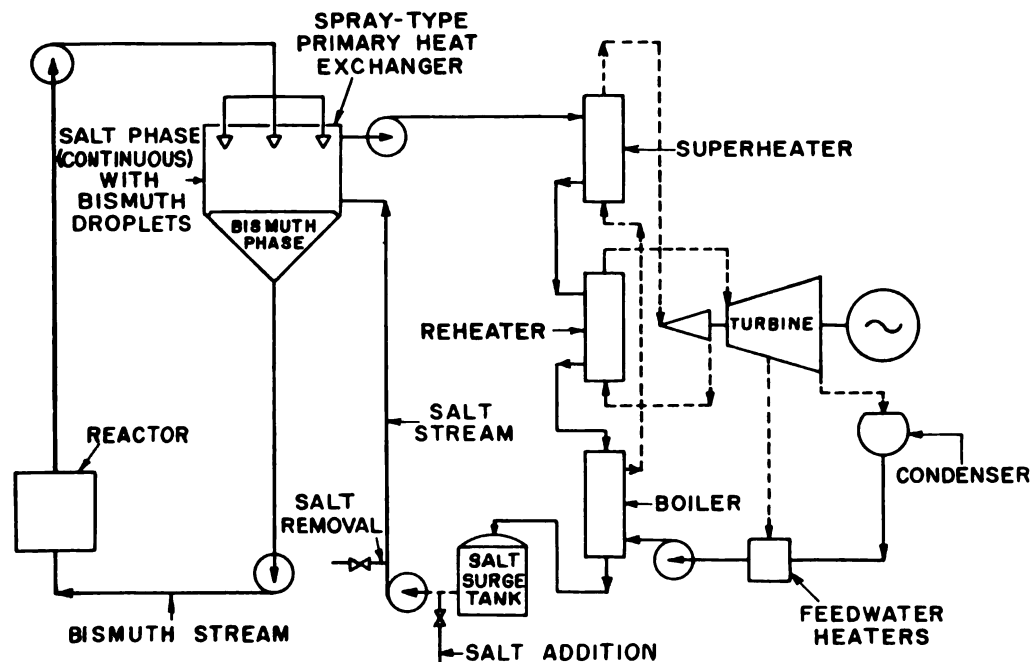 SPRAY-TYPE
PRIMARY HEAT
EXCHANGER
SALT PHASE
(CONTINUOUS)
WITH
BISMUTH
DROPLETS
BISMUTH
PHASE
SUPERHEATER
REHEATER
TURBINE
SALT
STREAM
REACTOR
CONDENSER
BOILER
SALT
REMOVAL
SALT
SURGE
TANK
FEEDWATER
HEATERS
BISMUTH STREAM
SALT ADDITION